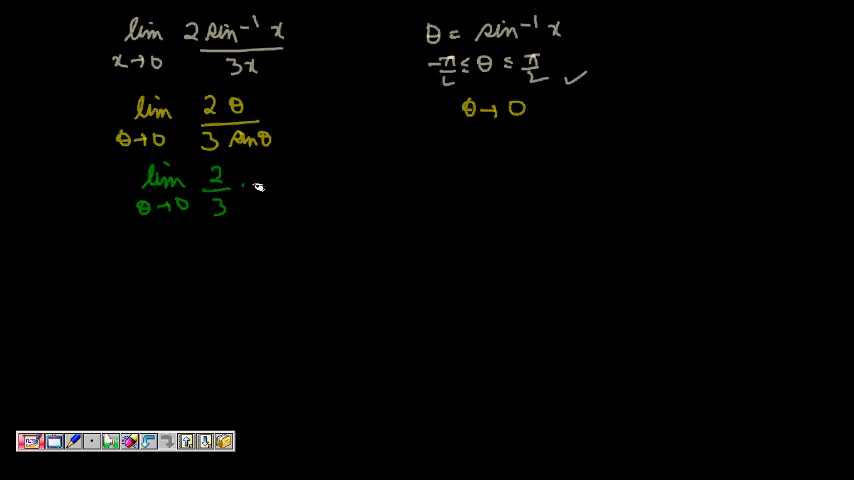 lim x→0 2 sin⁻¹ x / 3x
θ = sin⁻¹ x
-π/2 ≤ θ ≤ π/2 ✓
θ → 0
lim θ→0 2 θ / 3 sinθ
lim θ→0 2/3 ·